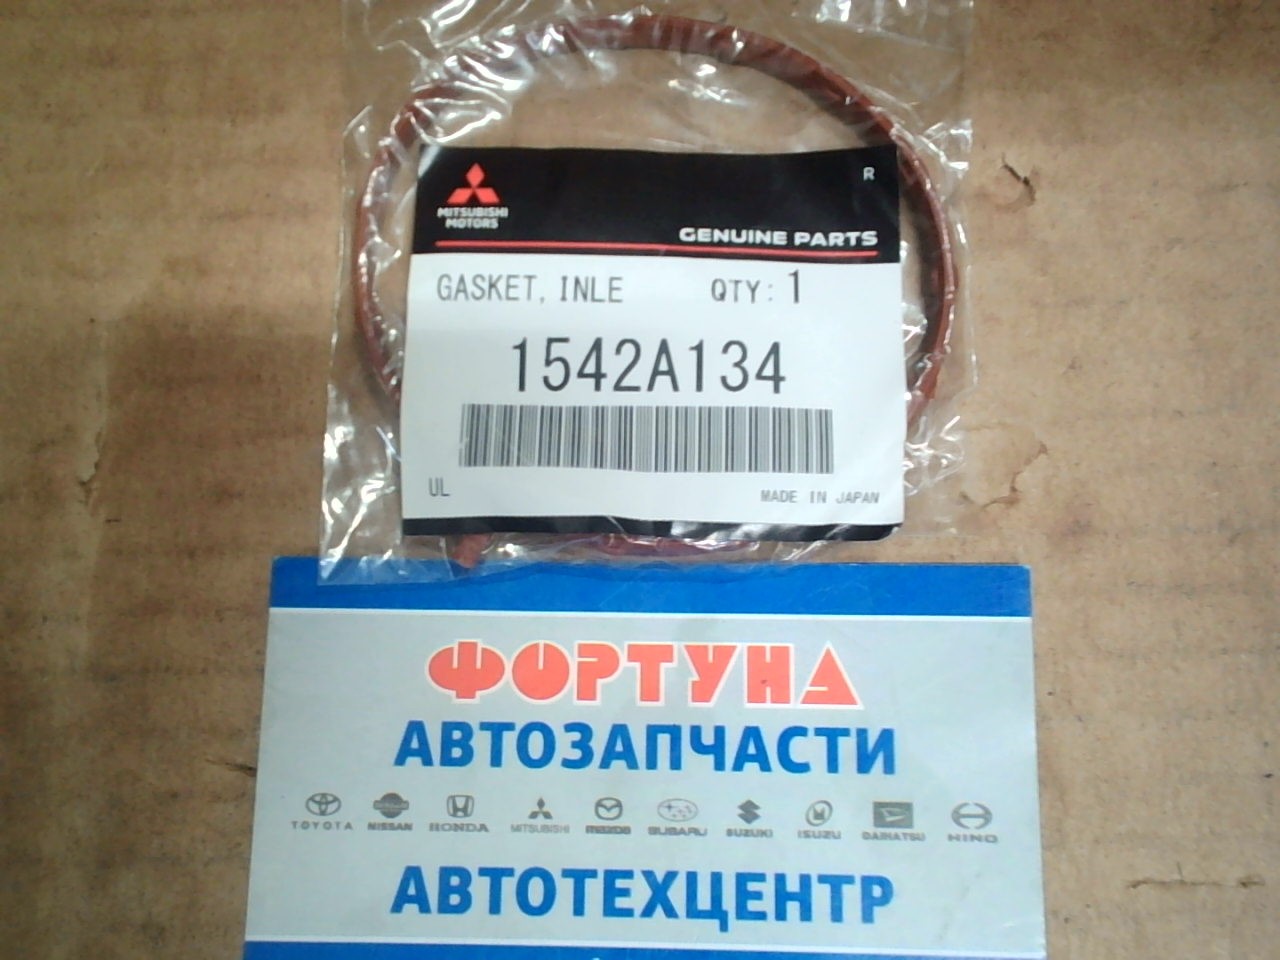 R
MITSUBISHI
MOTORS
GENUINE PARTS
GASKET, INLE QTY: 1
1542A134
UL MADE IN JAPAN
ФОРТУНА
АВТОЗАПЧАСТИ
TOYOTA NISSAN HONDA MITSUBISHI mazda SUBARU SUZUKI ISUZU DAIHATSU HINO
АВТОТЕХЦЕНТР